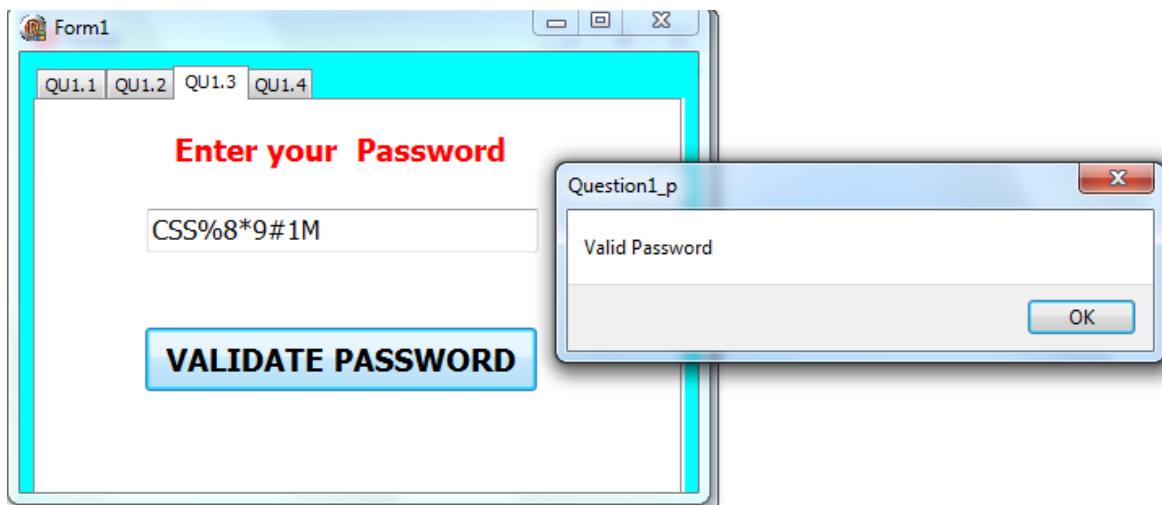 Form1
QU1.1 QU1.2 QU1.3 QU1.4
Enter your Password
CSS%8*9#1M
VALIDATE PASSWORD
Question1_p
Valid Password
OK